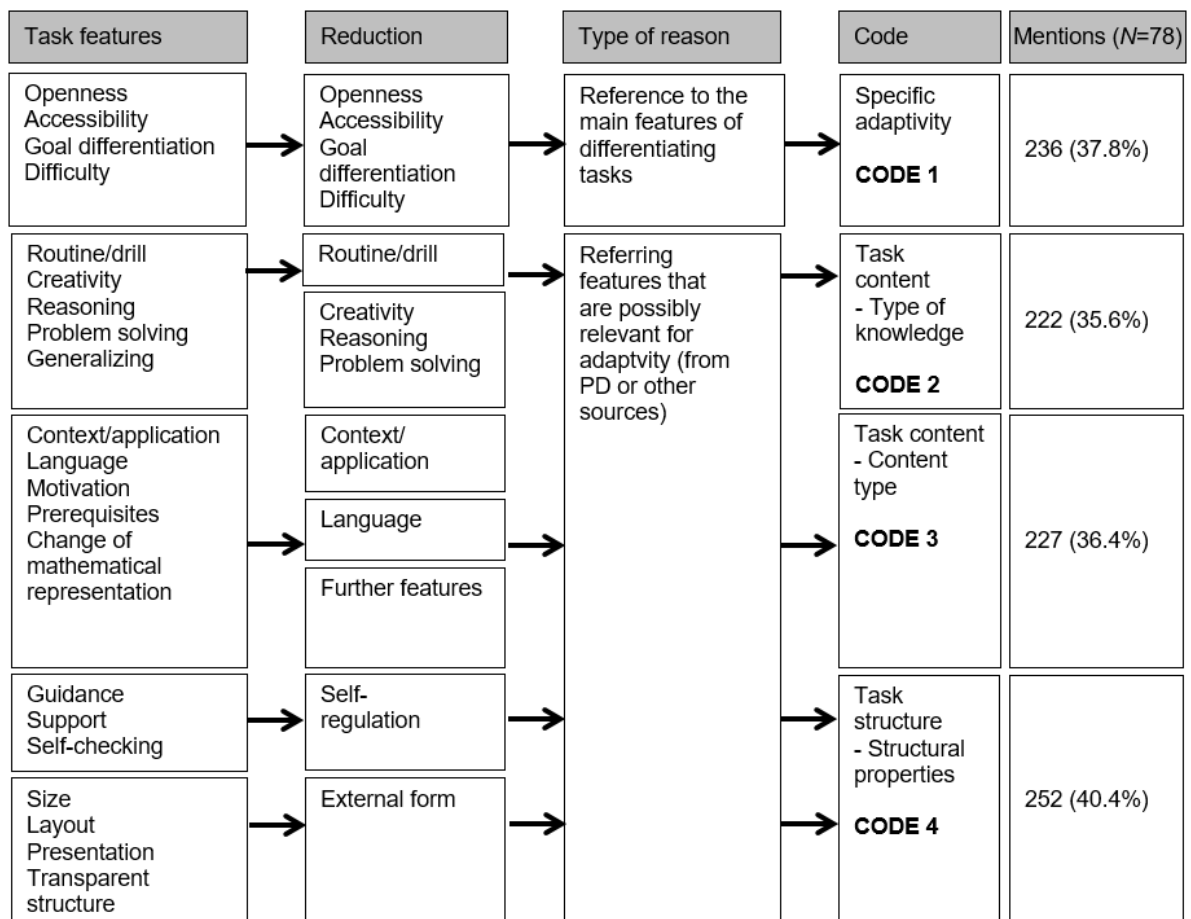 Task features
Reduction
Type of reason
Code
Mentions (N=78)
Openness
Accessibility
Goal differentiation
Difficulty
Openness
Accessibility
Goal
differentiation
Difficulty
Reference to the
main features of
differentiating
tasks
Specific
adaptivity
CODE 1
236 (37.8%)
Routine/drill
Creativity
Reasoning
Problem solving
Generalizing
Routine/drill
Creativity
Reasoning
Problem solving
Referring
features that
are possibly
relevant for
adaptvity (from
PD or other
sources)
Task
content
- Type of
knowledge
CODE 2
222 (35.6%)
Context/application
Language
Motivation
Prerequisites
Change of
mathematical
representation
Context/
application
Language
Further features
Task content
- Content
type
CODE 3
227 (36.4%)
Guidance
Support
Self-checking
Self-
regulation
Task
structure
- Structural
properties
CODE 4
252 (40.4%)
Size
Layout
Presentation
Transparent
structure
External form